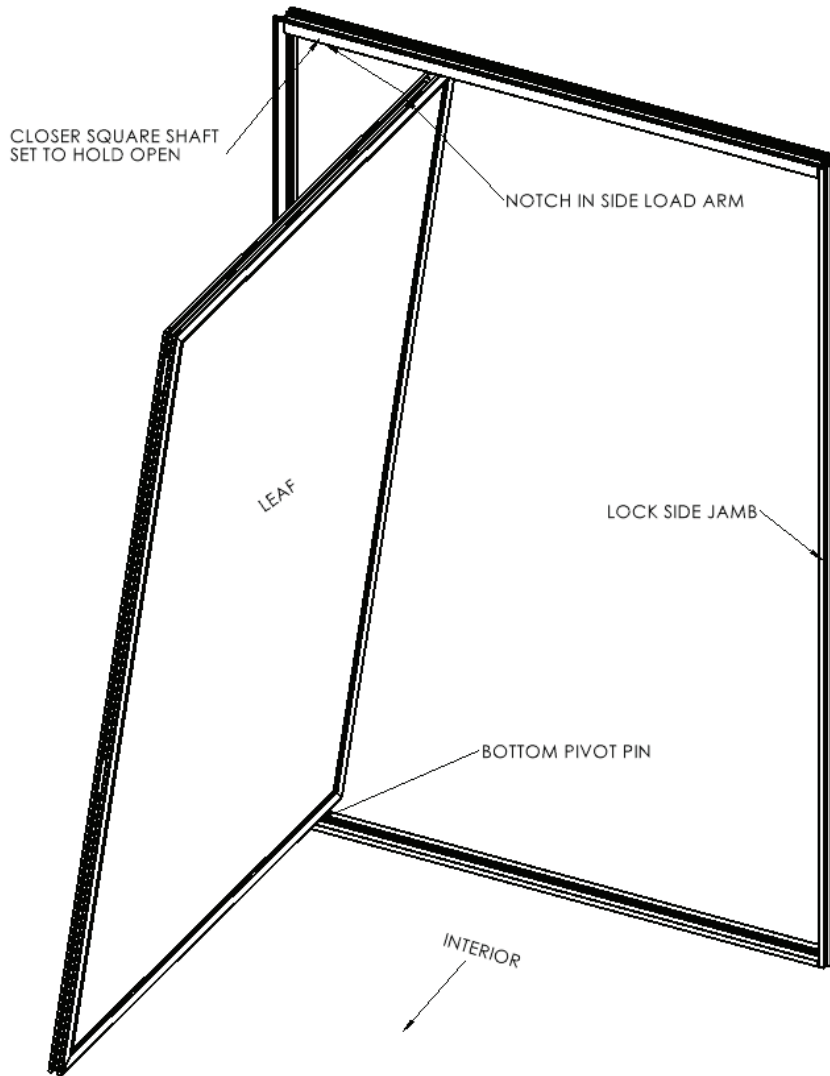 CLOSER SQUARE SHAFT
SET TO HOLD OPEN
NOTCH IN SIDE LOAD ARM
LEAF
LOCK SIDE JAMB
BOTTOM PIVOT PIN
INTERIOR